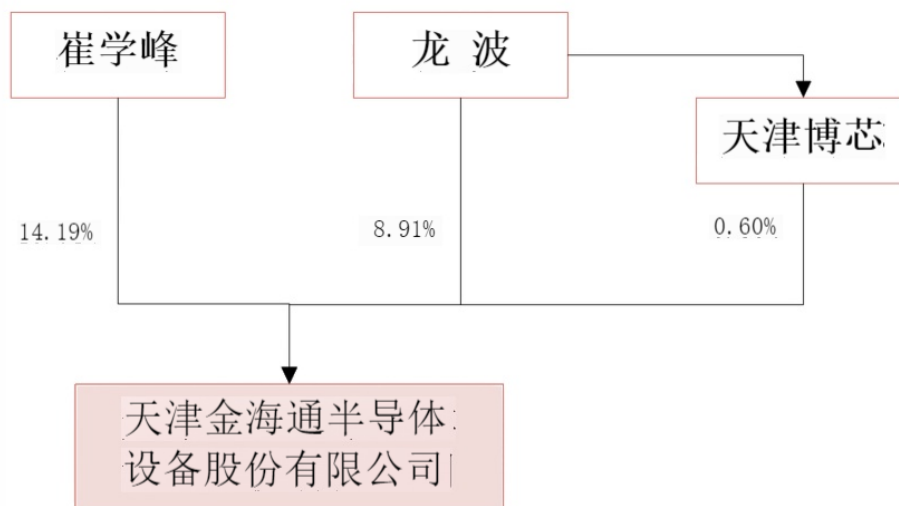 崔学峰
龙 波
天津博芯
14.19%
8.91%
0.60%
天津金海通半导体
设备股份有限公司